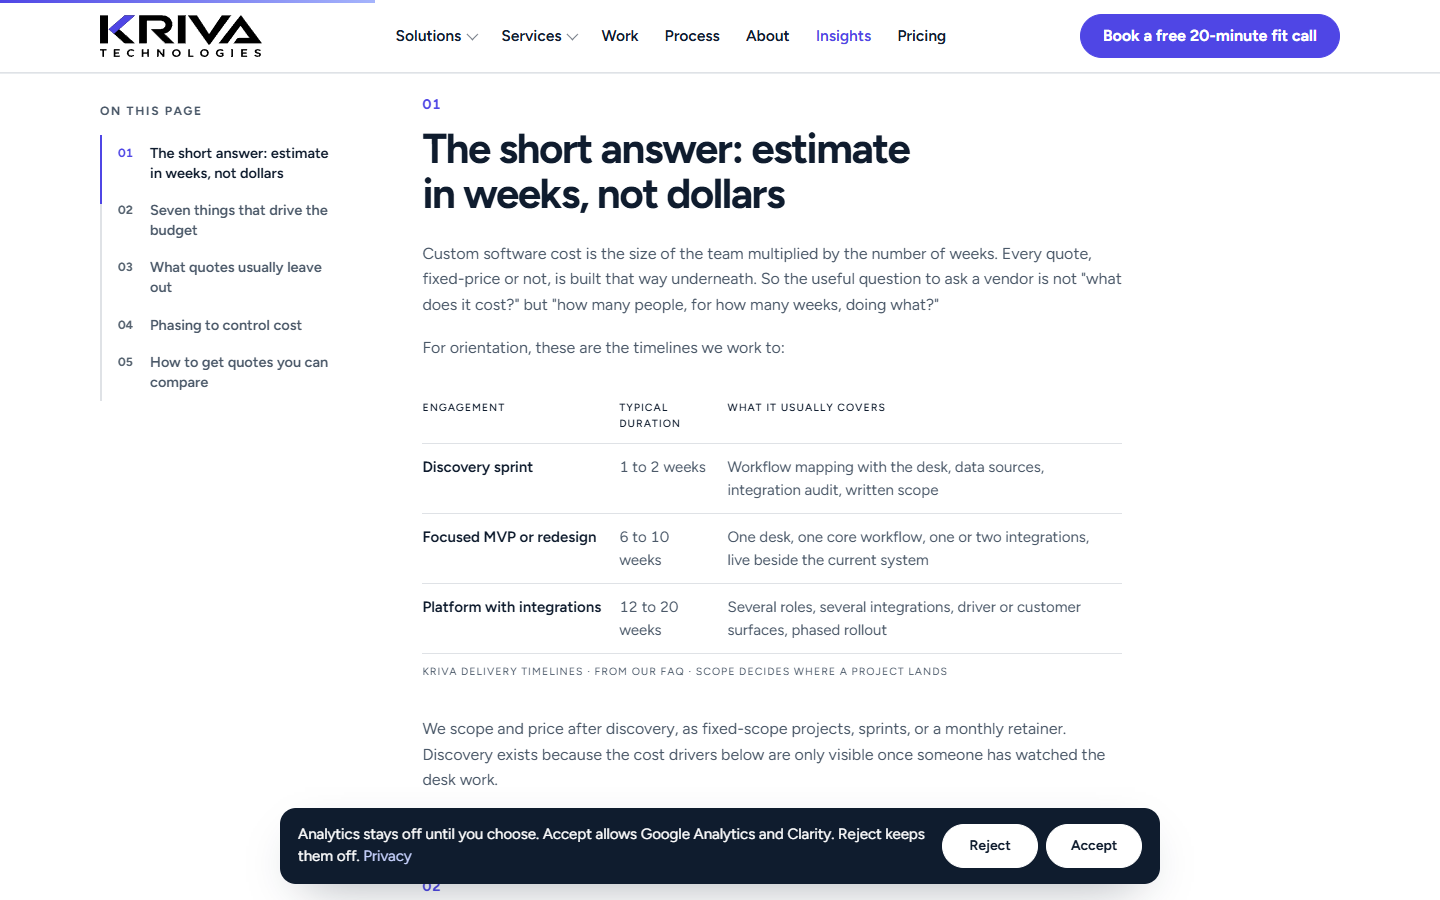 KRIVA
TECHNOLOGIES
Solutions
Services
Work
Process
About
Insights
Pricing
Book a free 20-minute fit call
ON THIS PAGE
01
The short answer: estimate
in weeks, not dollars
02
Seven things that drive the
budget
03
What quotes usually leave
out
04
Phasing to control cost
05
How to get quotes you can
compare
01
The short answer: estimate
in weeks, not dollars
Custom software cost is the size of the team multiplied by the number of weeks. Every quote,
fixed-price or not, is built that way underneath. So the useful question to ask a vendor is not "what
does it cost?" but "how many people, for how many weeks, doing what?"
For orientation, these are the timelines we work to:
ENGAGEMENT
TYPICAL
DURATION
WHAT IT USUALLY COVERS
Discovery sprint
1 to 2 weeks
Workflow mapping with the desk, data sources,
integration audit, written scope
Focused MVP or redesign
6 to 10
weeks
One desk, one core workflow, one or two integrations,
live beside the current system
Platform with integrations
12 to 20
weeks
Several roles, several integrations, driver or customer
surfaces, phased rollout
KRIVA DELIVERY TIMELINES · FROM OUR FAQ · SCOPE DECIDES WHERE A PROJECT LANDS
We scope and price after discovery, as fixed-scope projects, sprints, or a monthly retainer.
Discovery exists because the cost drivers below are only visible once someone has watched the
desk work.
Analytics stays off until you choose. Accept allows Google Analytics and Clarity. Reject keeps
them off. Privacy
Reject
Accept
02